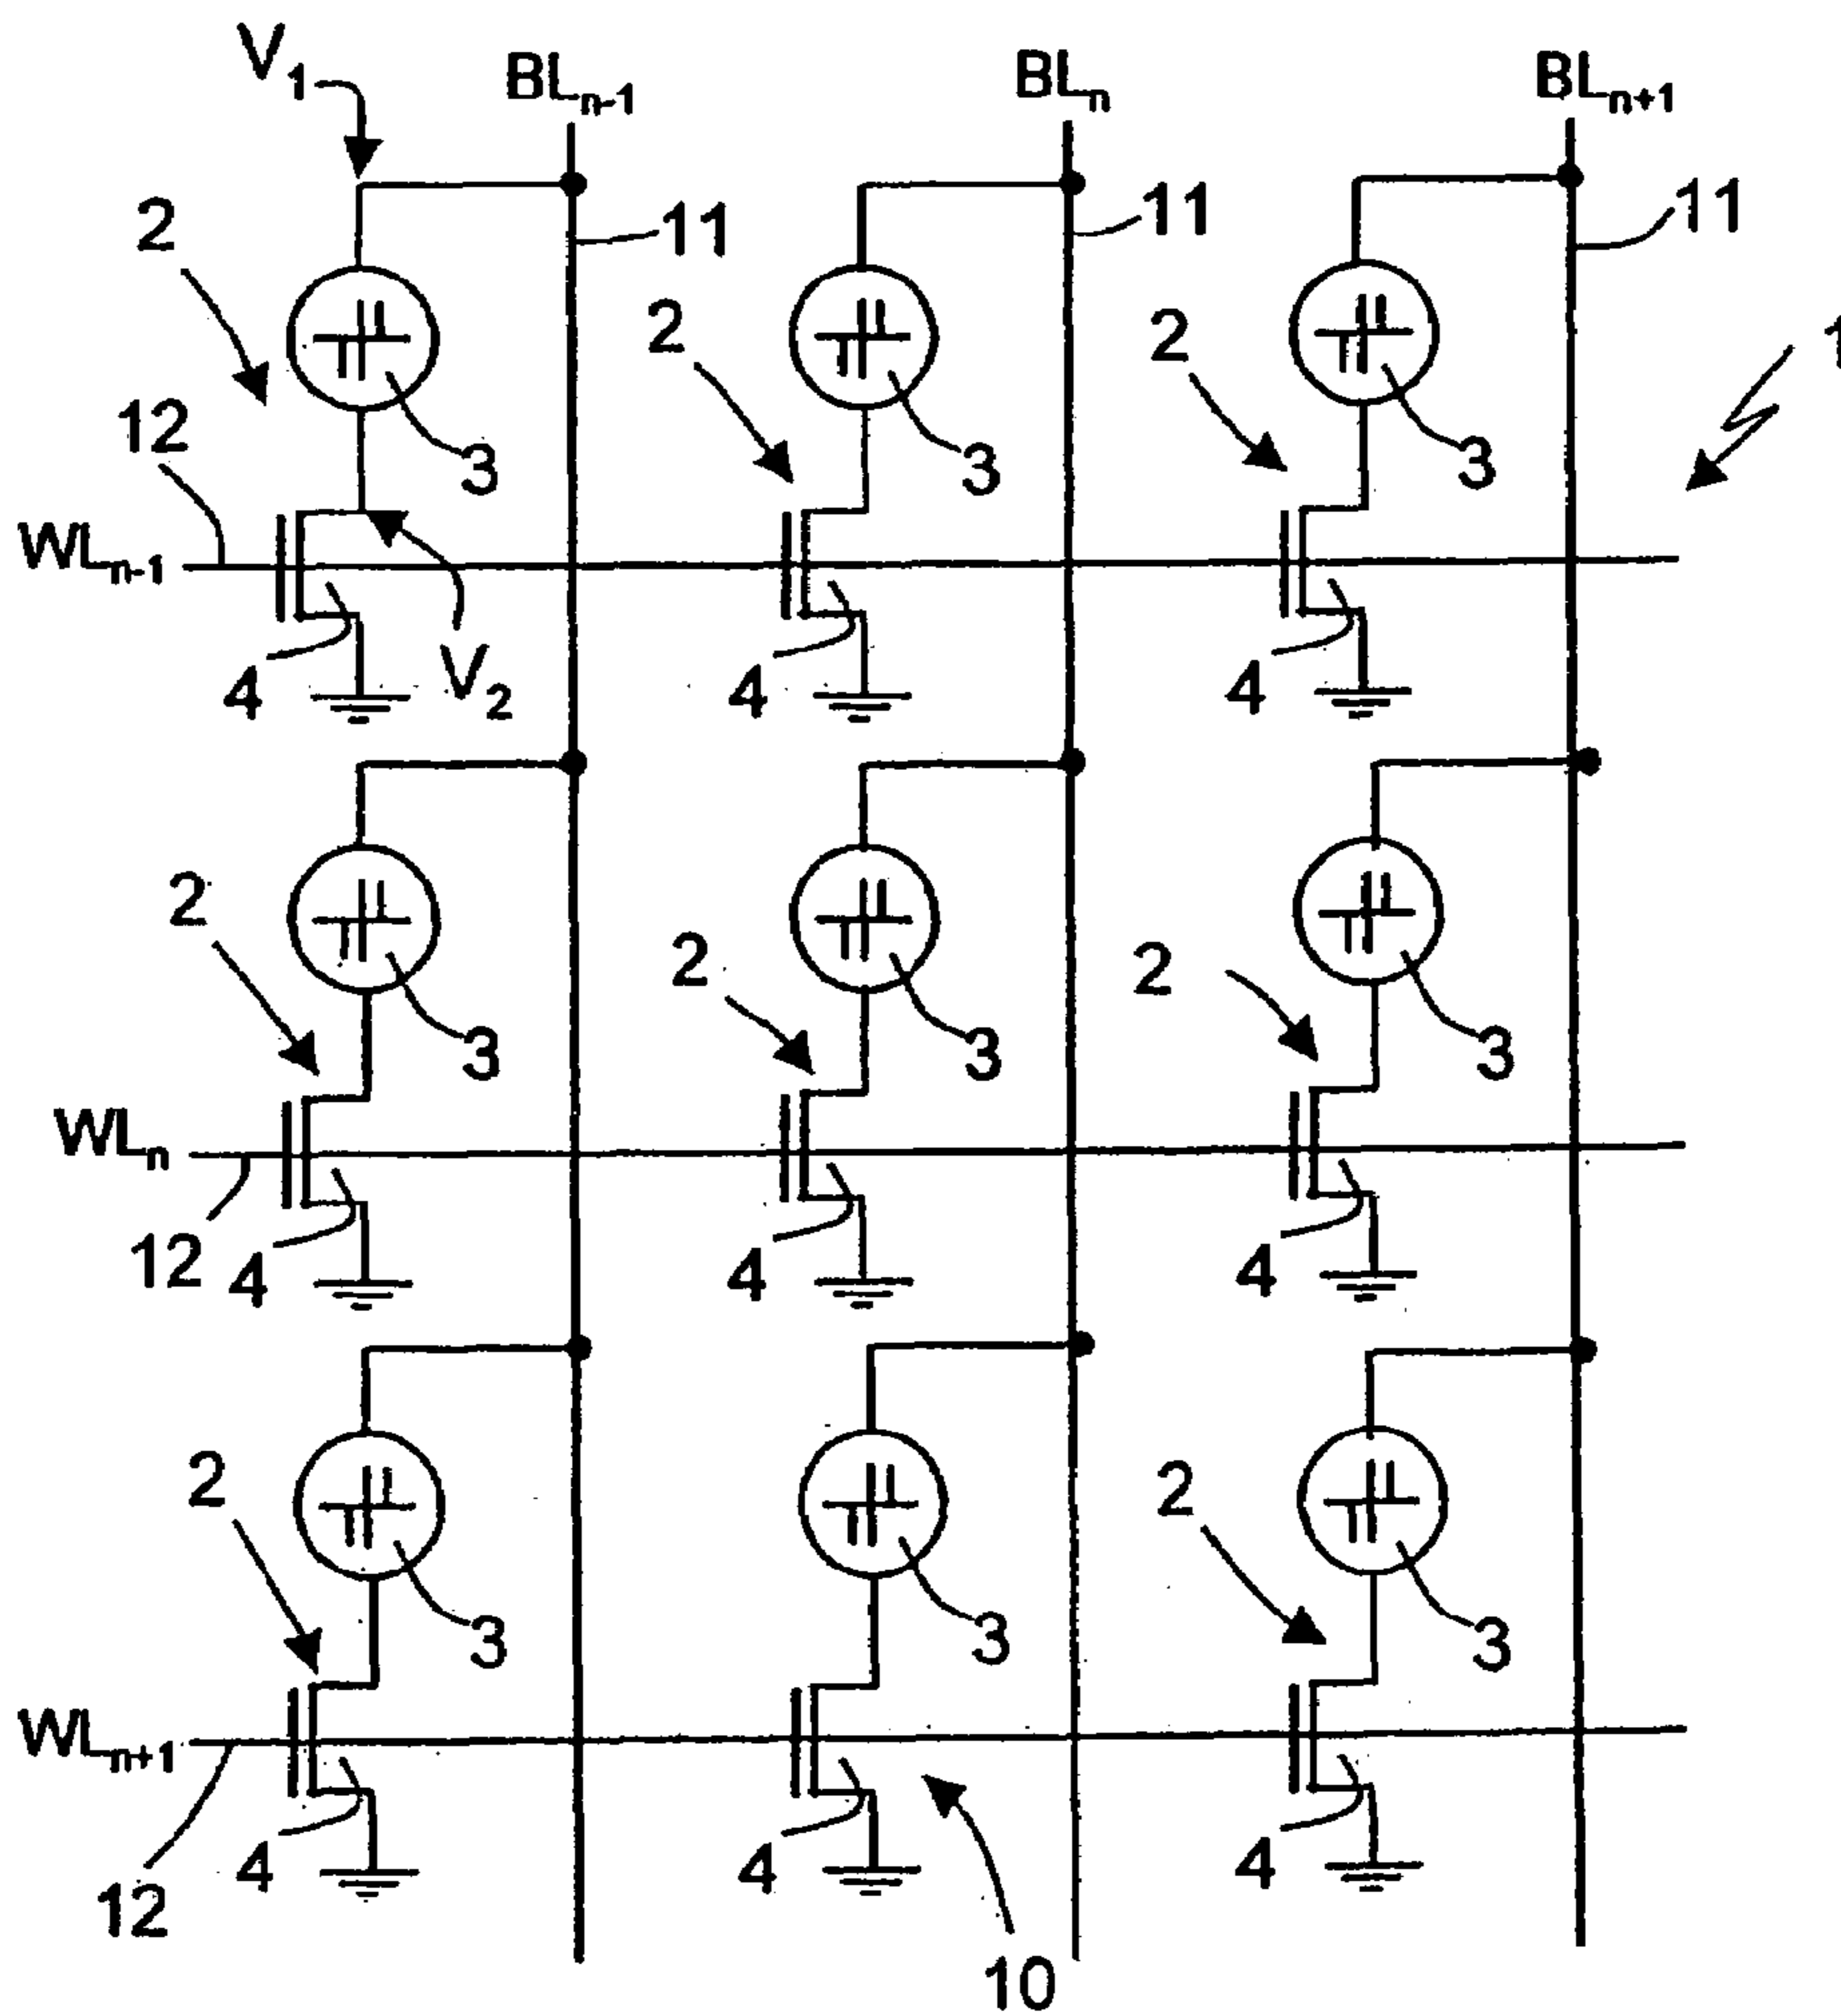 V₁ BLₙ₋₁ BLₙ BLₙ₊₁
2 11 11 11
2 2 1
12 3 3 3
WLₙ₋₁
4 V₂ 4 4
2 2 2
3 3 3
WLₙ
12 4 4 4
2 2
3 3 3
WLₙ₊₁
12 4 4 4
10